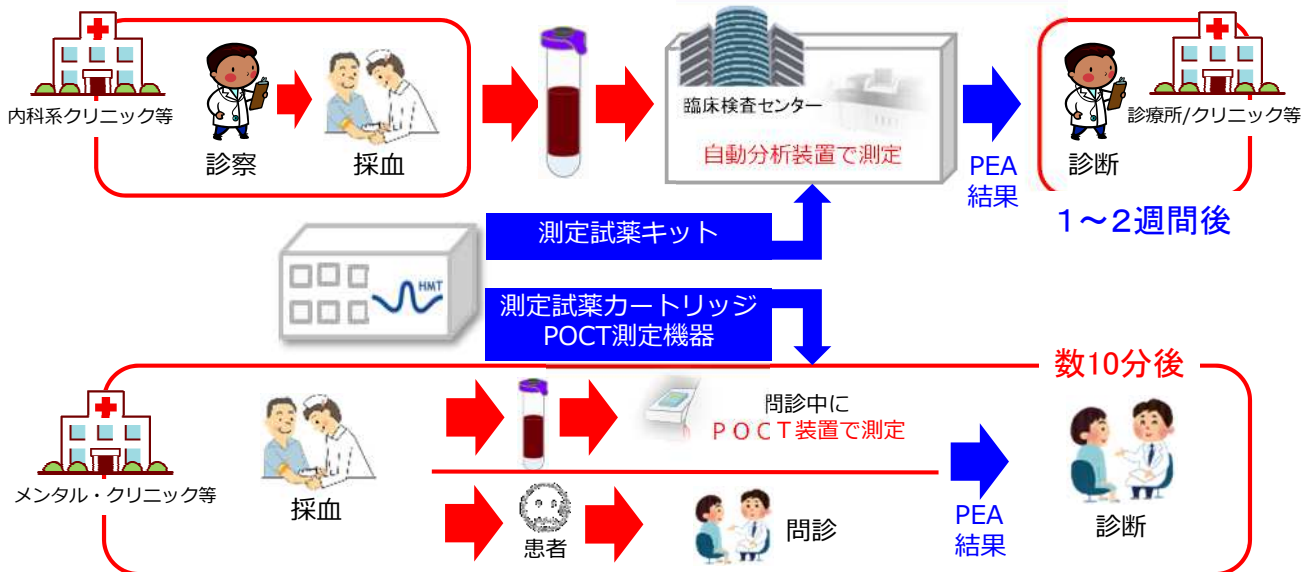 内科系クリニック等
診察
採血
臨床検査センター
自動分析装置で測定
PEA
結果
診療所/クリニック等
診断
1～2週間後
測定試薬キット
HMT
測定試薬カートリッジ
POCT測定機器
数10分後
メンタル・クリニック等
採血
問診中に
POCT装置で測定
患者
問診
PEA
結果
診断